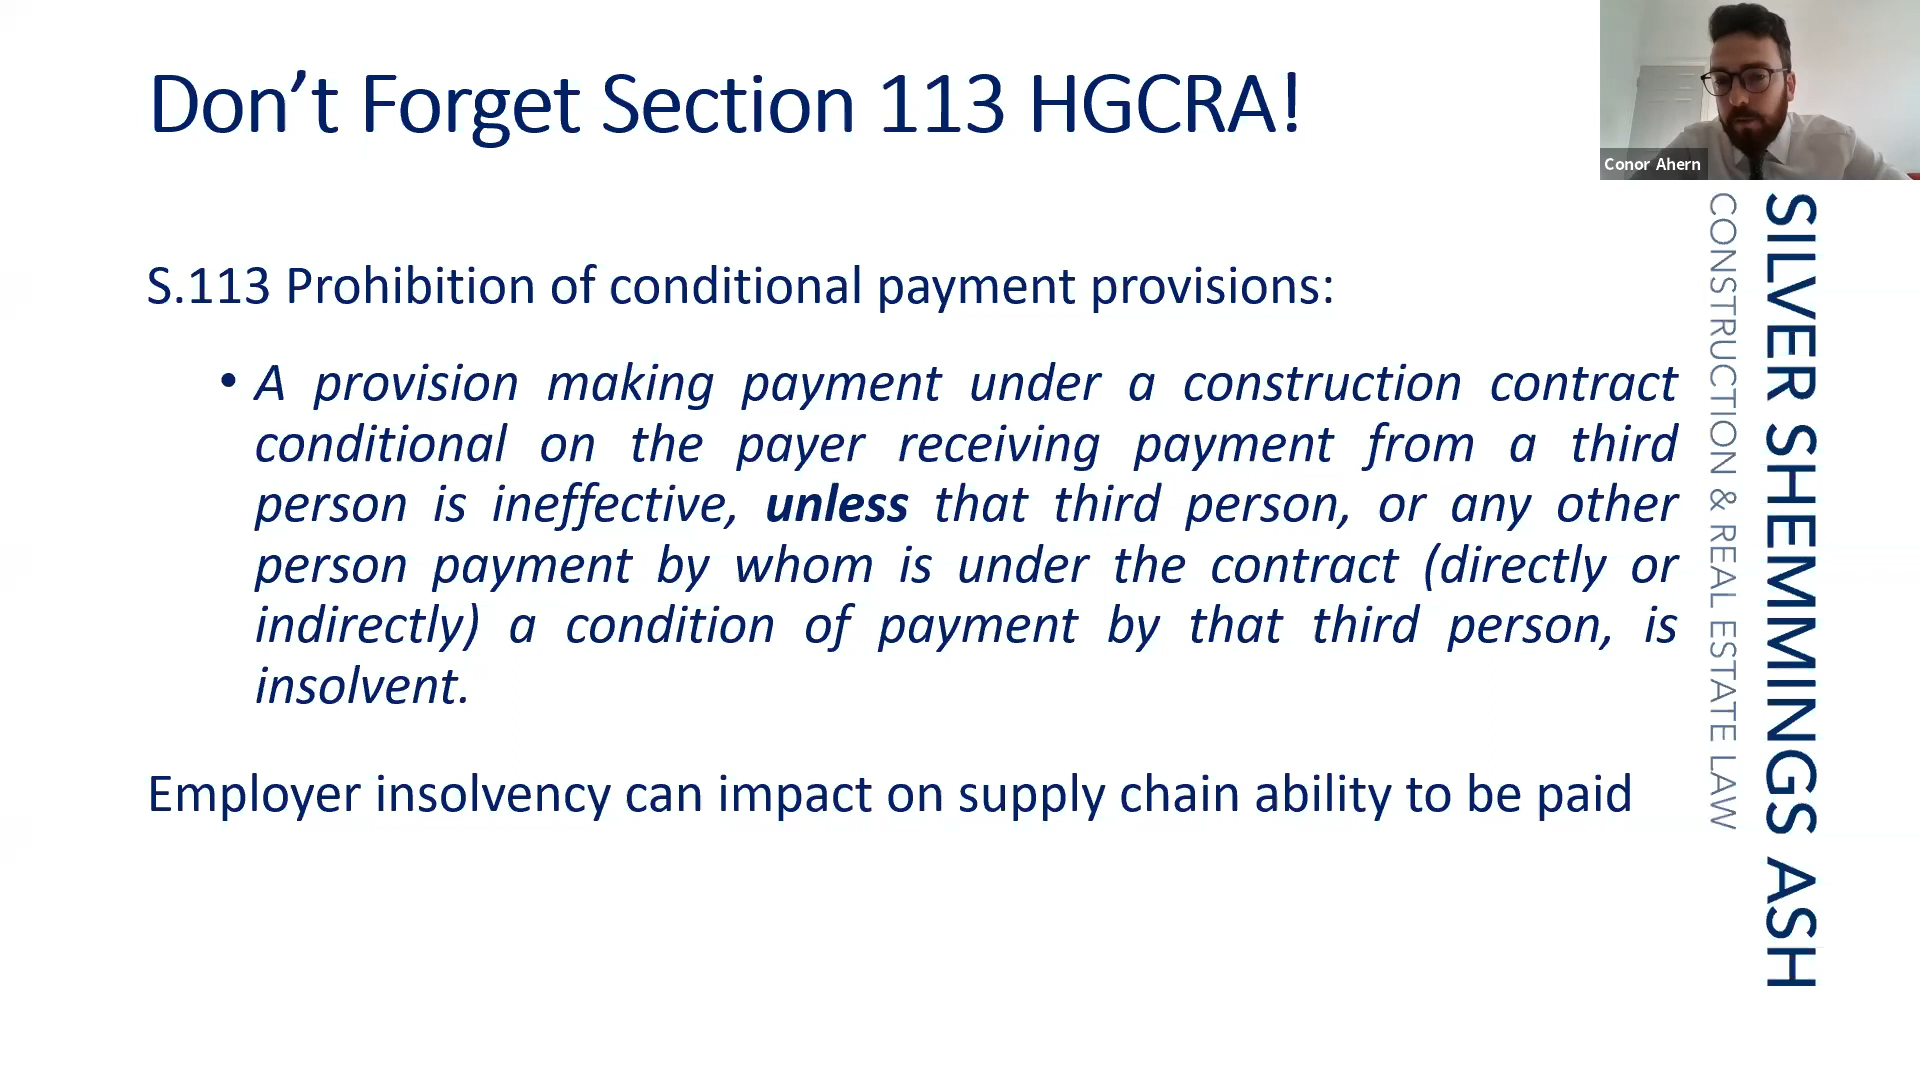 Don’t Forget Section 113 HGCRA!
Conor Ahern
S.113 Prohibition of conditional payment provisions:
• A provision making payment under a construction contract
conditional on the payer receiving payment from a third
person is ineffective, unless that third person, or any other
person payment by whom is under the contract (directly or
indirectly) a condition of payment by that third person, is
insolvent.
Employer insolvency can impact on supply chain ability to be paid
SILVER SHEMMINGS ASH
CONSTRUCTION & REAL ESTATE LAW